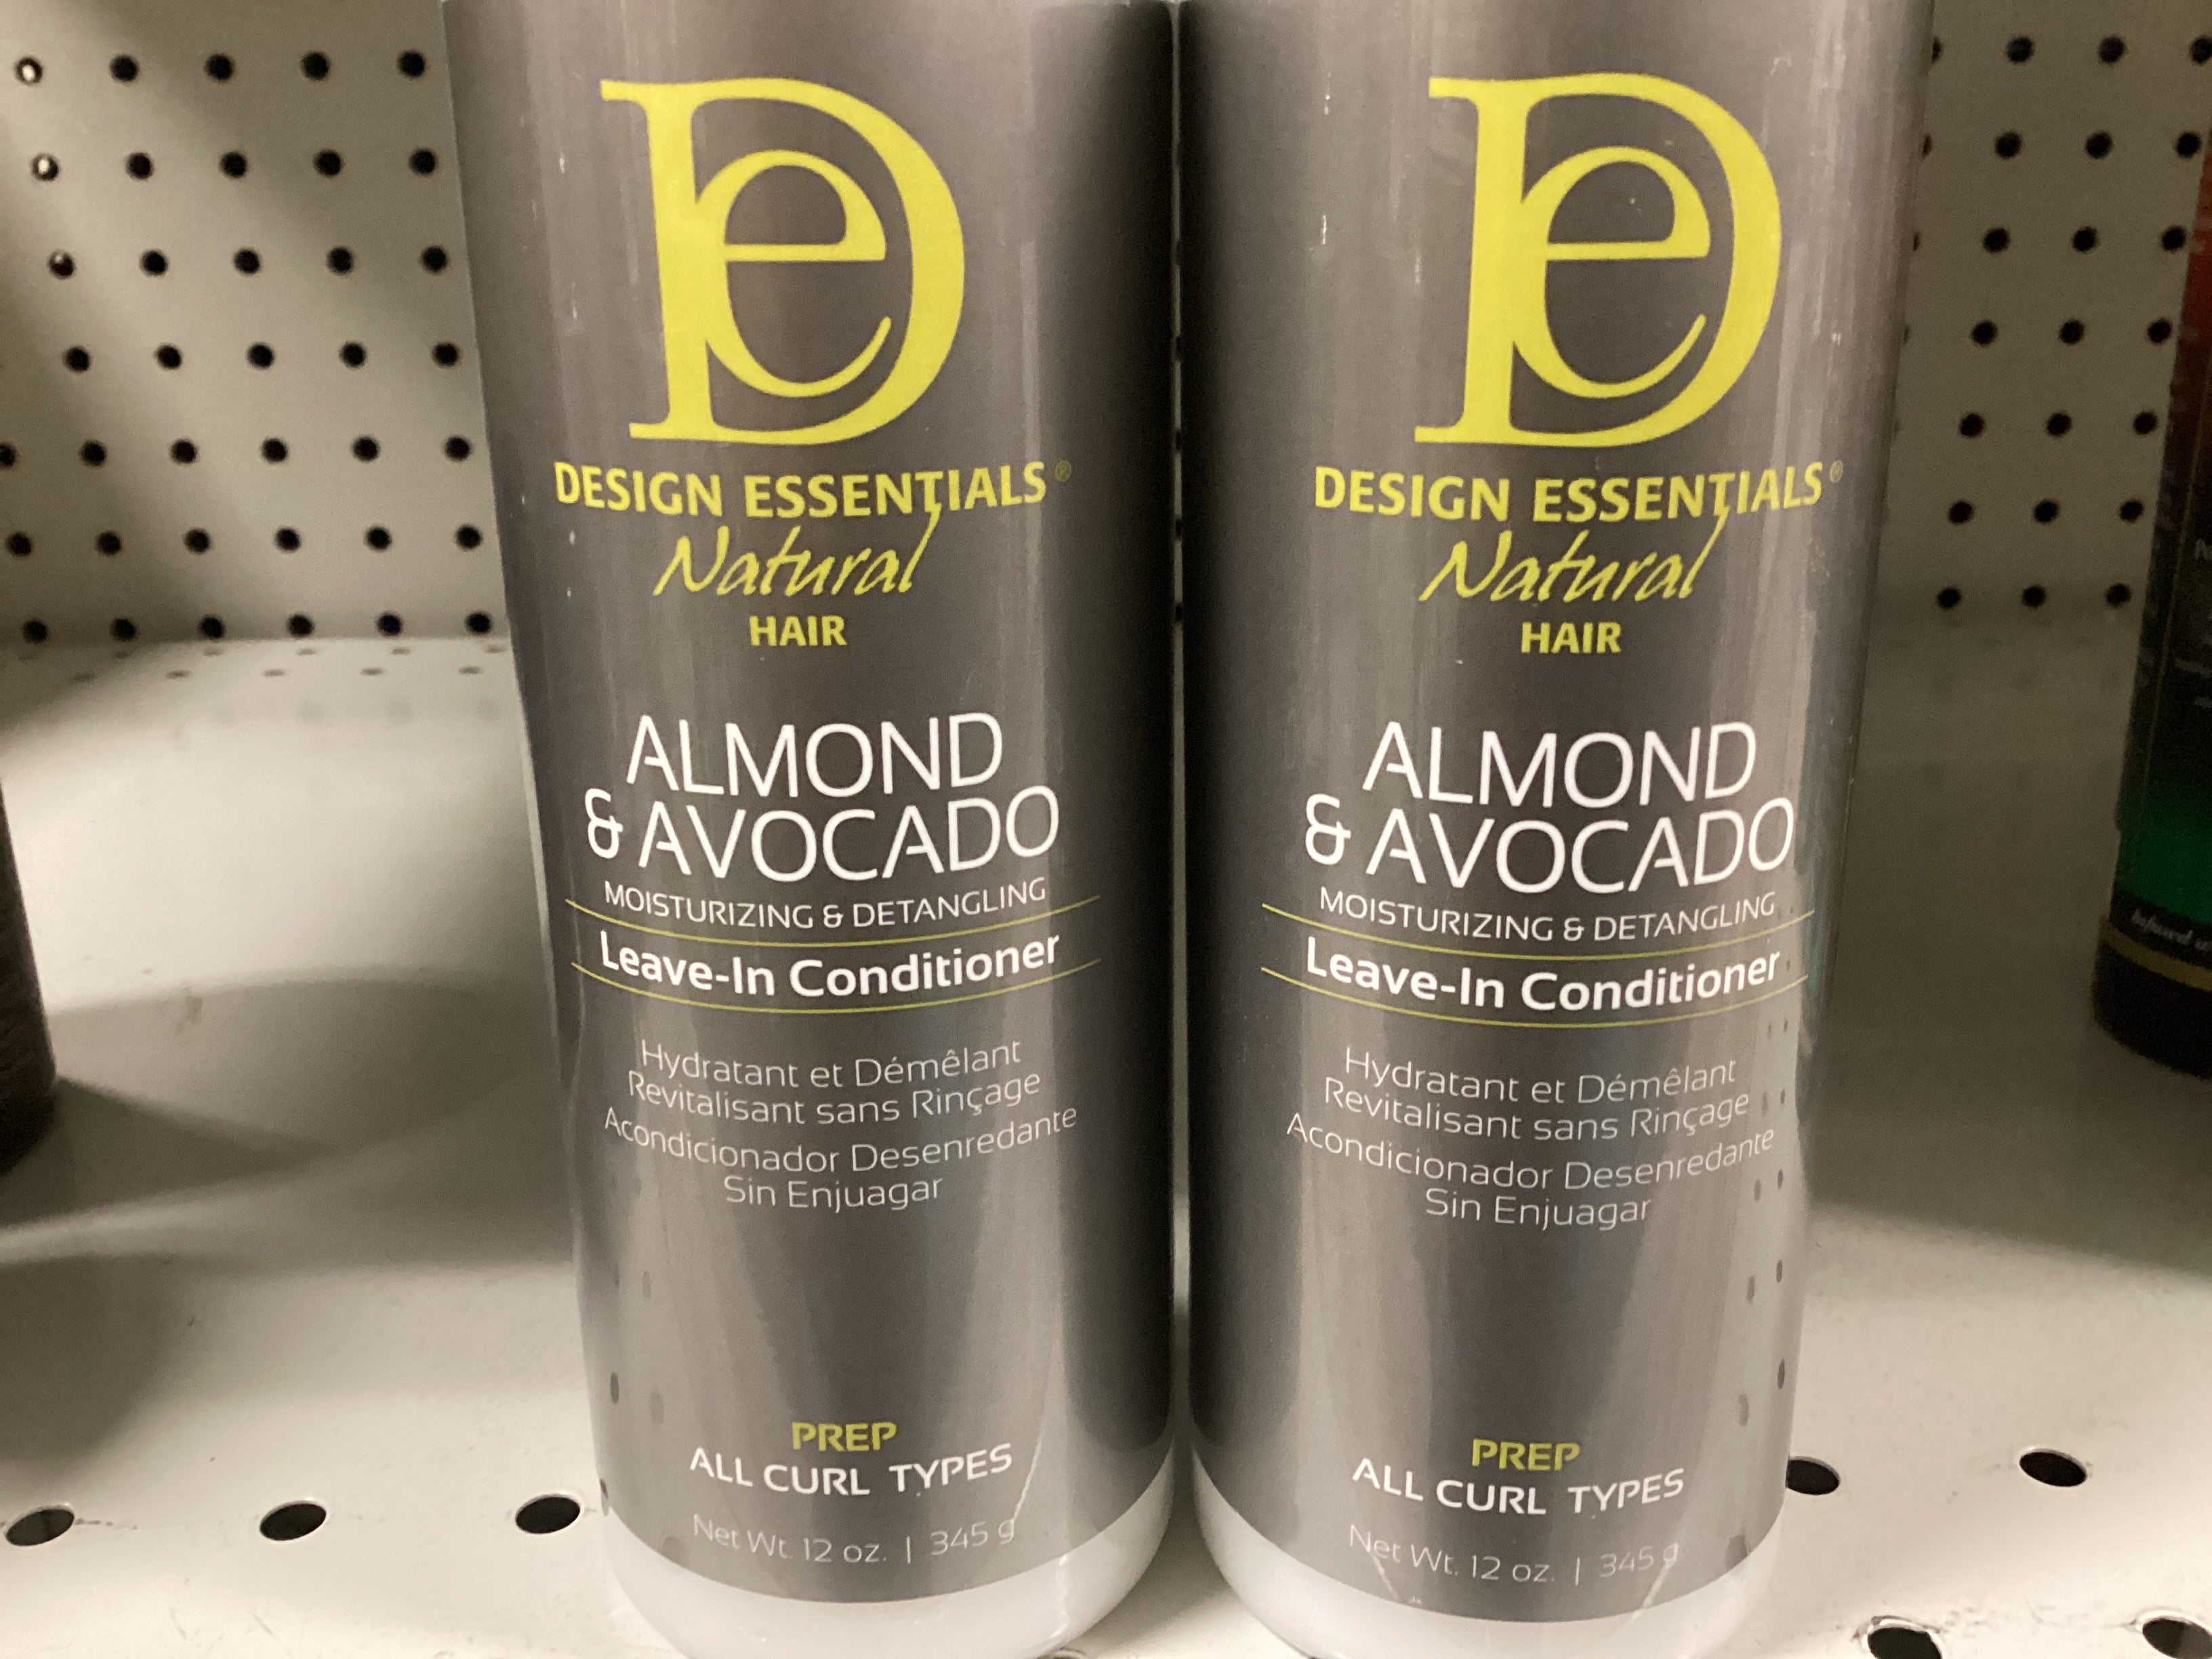 De
DESIGN ESSENTIALS®
Natural
HAIR
ALMOND
& AVOCADO
MOISTURIZING & DETANGLING
Leave-In Conditioner
Hydratant et Démêlant
Revitalisant sans Rinçage
Acondicionador Desenredante
Sin Enjuagar
PREP
ALL CURL TYPES
Net Wt. 12 oz. | 345 g
De
DESIGN ESSENTIALS®
Natural
HAIR
ALMOND
& AVOCADO
MOISTURIZING & DETANGLING
Leave-In Conditioner
Hydratant et Démêlant
Revitalisant sans Rinçage
Acondicionador Desenredante
Sin Enjuagar
PREP
ALL CURL TYPES
Net Wt. 12 oz. | 345 g
Infused